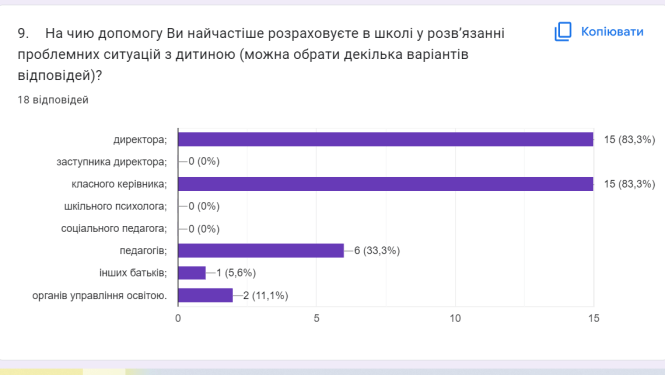 9. На чию допомогу Ви найчастіше розраховуєте в школі у розв’язанні
проблемних ситуацій з дитиною (можна обрати декілька варіантів
відповідей)?
Копіювати
18 відповідей
директора; 15 (83,3%)
заступника директора; 0 (0%)
класного керівника; 15 (83,3%)
шкільного психолога; 0 (0%)
соціального педагога; 0 (0%)
педагогів; 6 (33,3%)
інших батьків; 1 (5,6%)
органів управління освітою. 2 (11,1%)
0 5 10 15